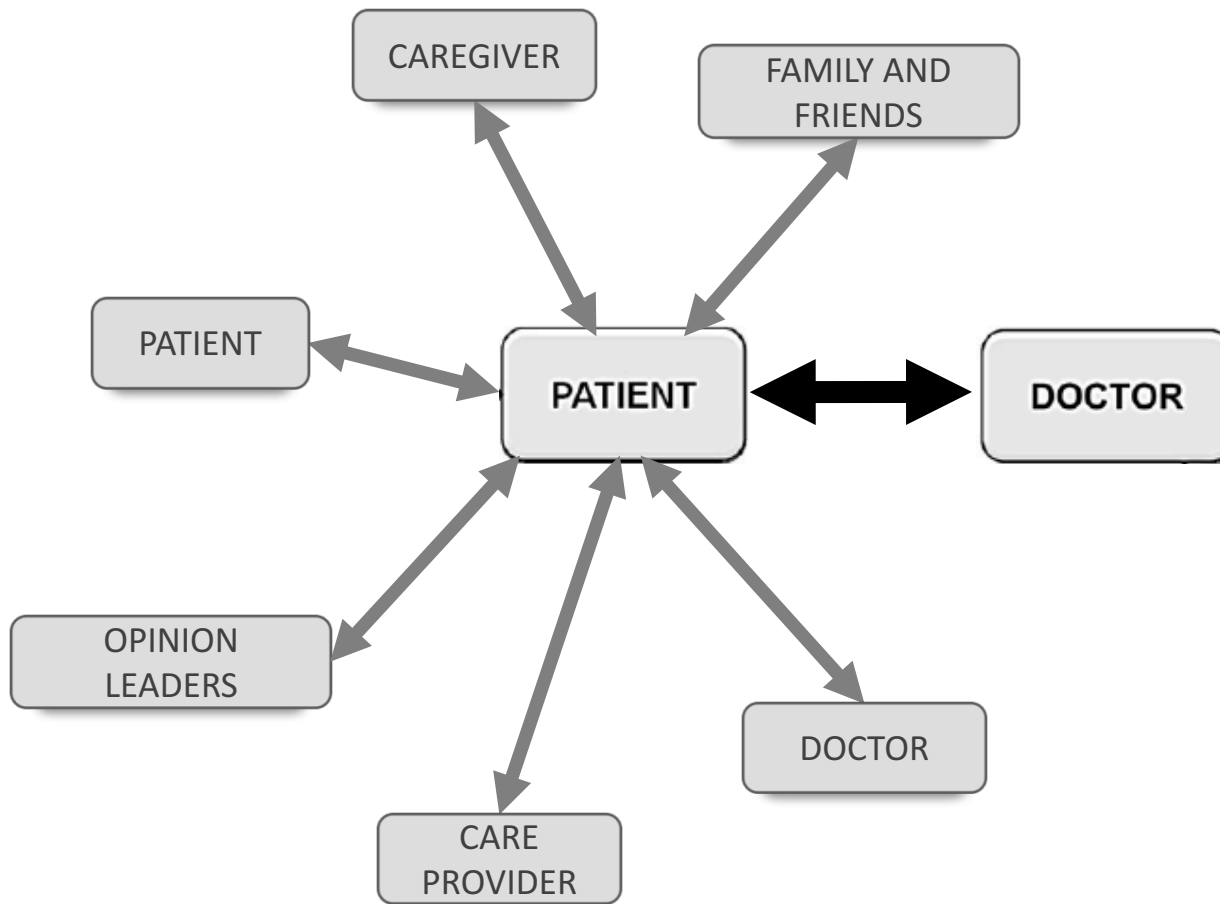 CAREGIVER
FAMILY AND
FRIENDS
PATIENT
PATIENT
DOCTOR
OPINION
LEADERS
DOCTOR
CARE
PROVIDER